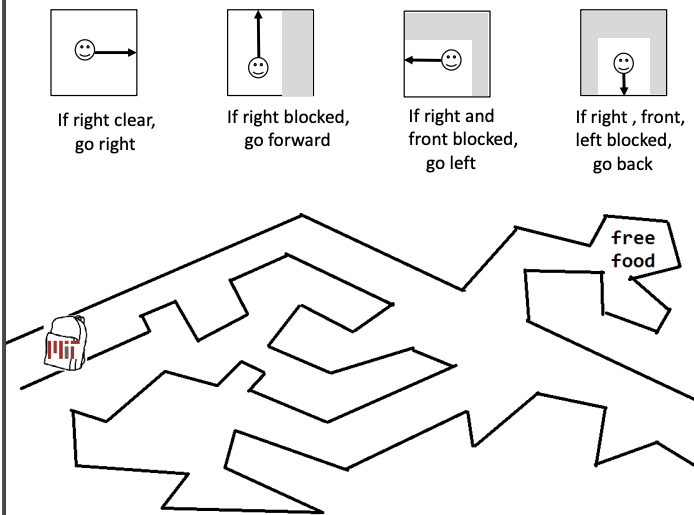 If right clear,
go right
If right blocked,
go forward
If right and
front blocked,
go left
If right , front,
left blocked,
go back
free
food
MIT